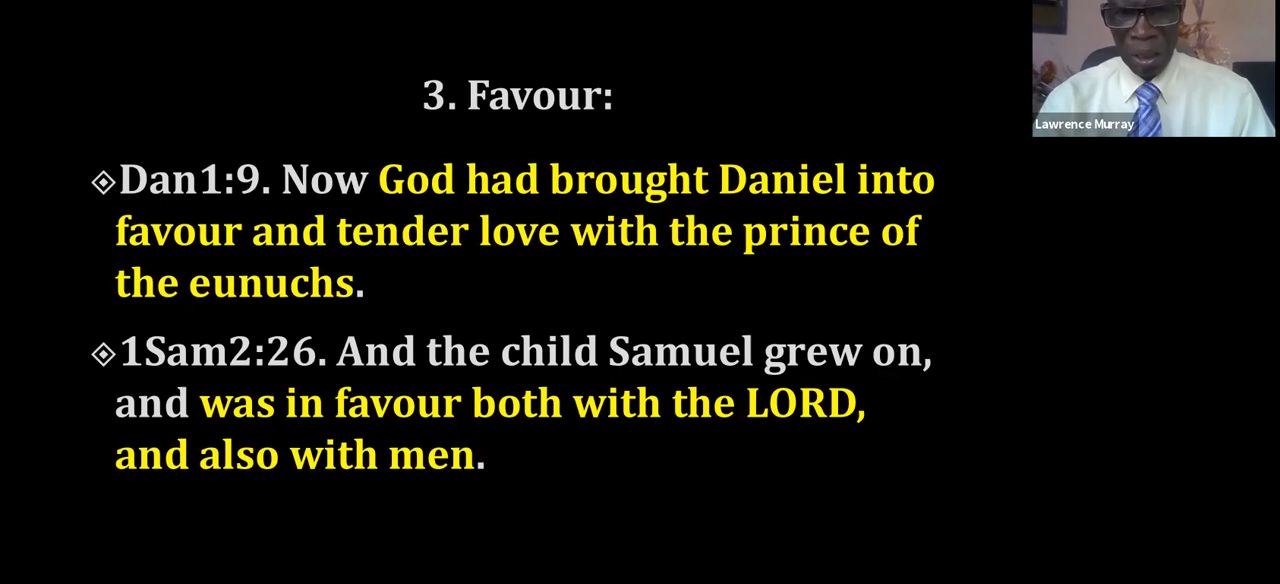 3. Favour:
Lawrence Murray
Dan1:9. Now God had brought Daniel into
favour and tender love with the prince of
the eunuchs.
1Sam2:26. And the child Samuel grew on,
and was in favour both with the LORD,
and also with men.